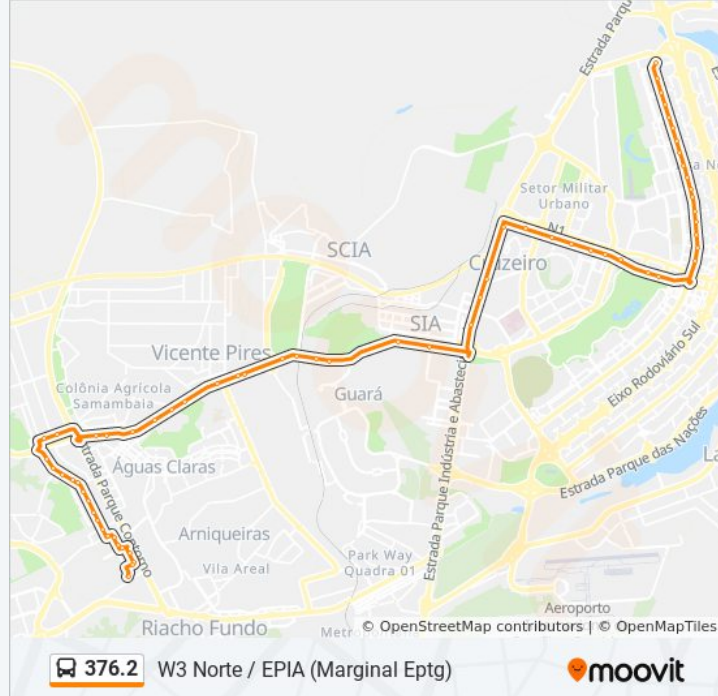 Estrada Parque
Setor Militar
Urbano
N1
SCIA
Cruzeiro
SIA
Vicente Pires
Eixo Rodoviário Sul
Colônia Agrícola
Samambaia
Guará
Estrada Parque Indústria e Abastec
Estrada Parque das Nações
Águas Claras
trada Parque Contorno
Arniqueiras
Vila Areal
Park Way
Quadra 01
Aeroporto
Riacho Fundo
© OpenStreetMap contributors | © OpenMapTiles
376.2 W3 Norte / EPIA (Marginal Eptg) moovit